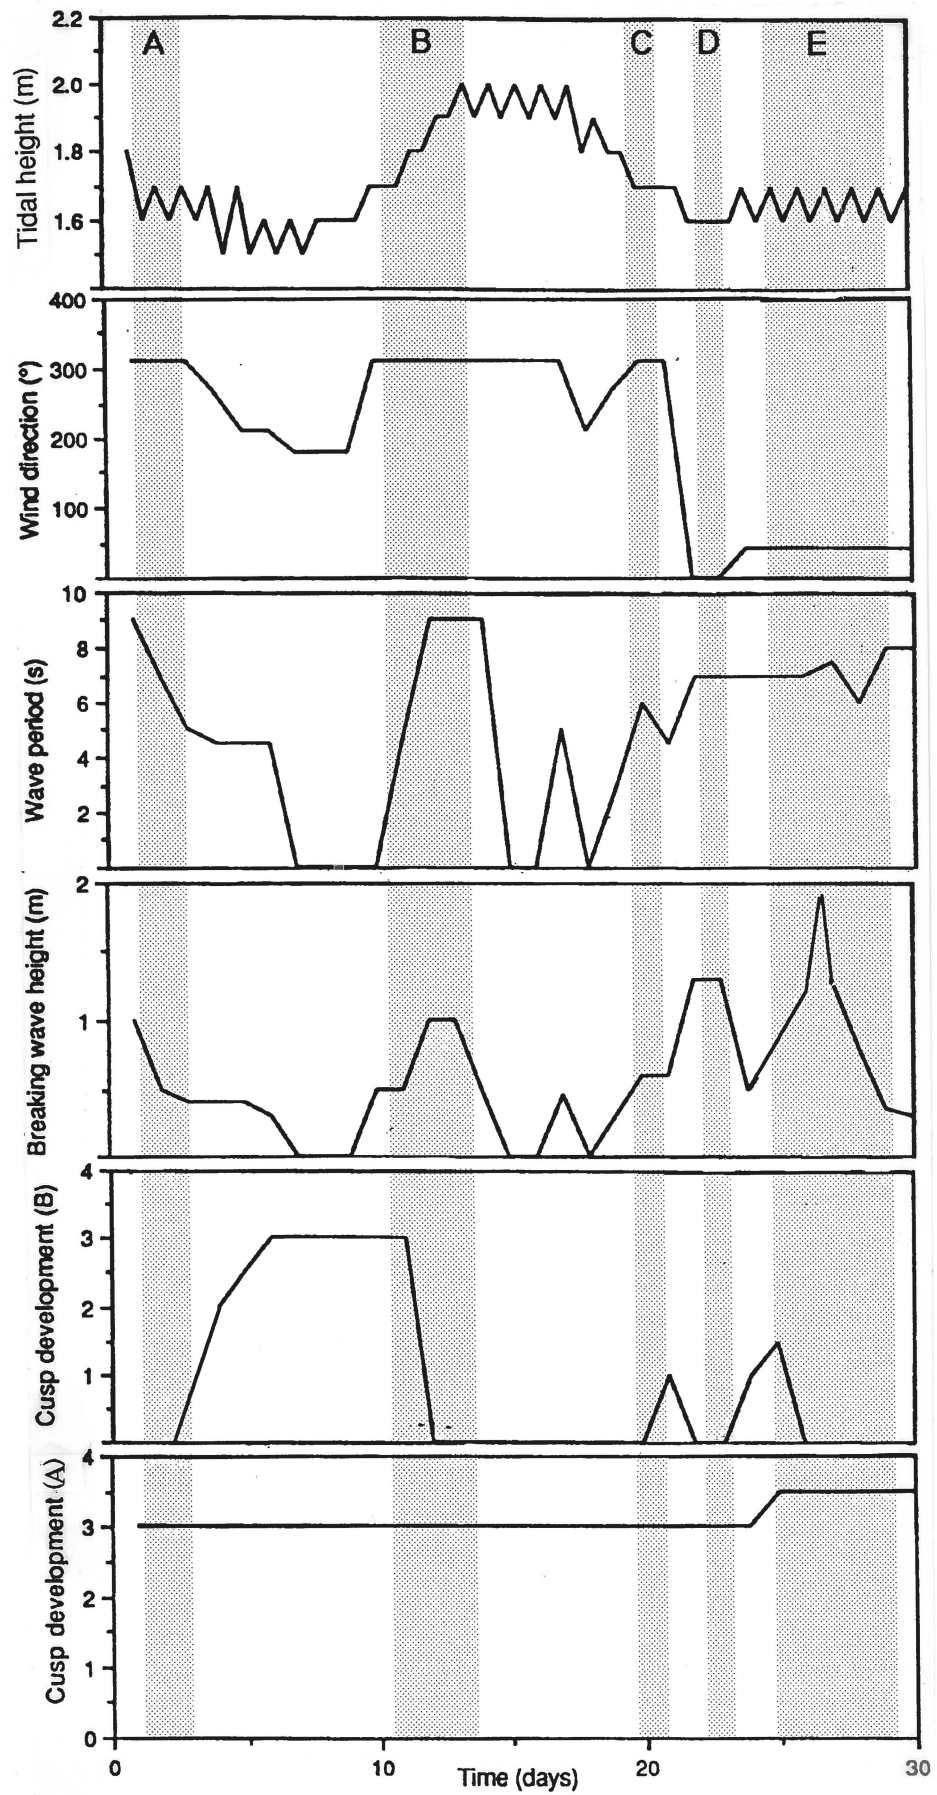 A B C D E
Tidal height (m)
2.2
2.0
1.8
1.6
Wind direction (°)
400
300
200
100
Wave period (s)
10
8
6
4
2
Breaking wave height (m)
2
1
Cusp development (B)
4
3
2
1
Cusp development (A)
4
3
2
1
0
0 10 20 30
Time (days)